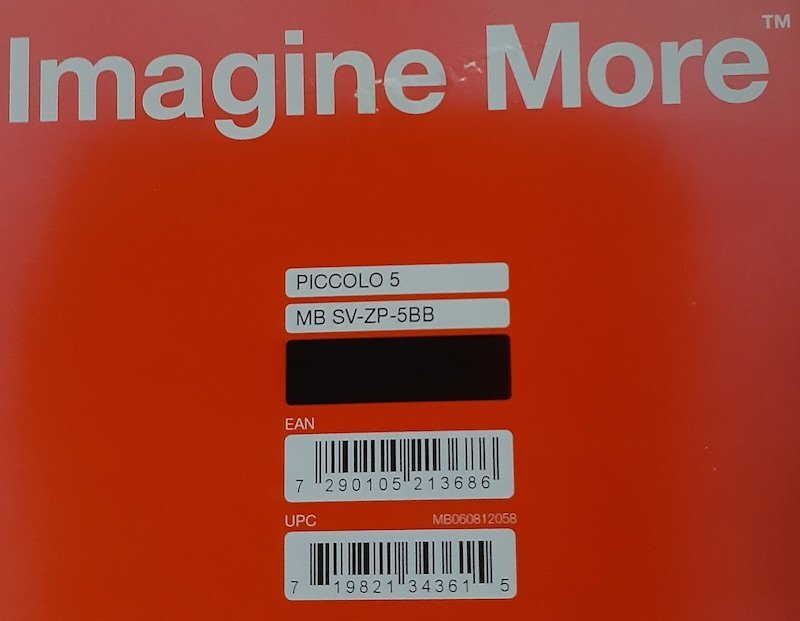 Imagine More™
PICCOLO 5
MB SV-ZP-5BB
EAN
7 290105 213686
UPC MB060812058
7 19821 34361 5